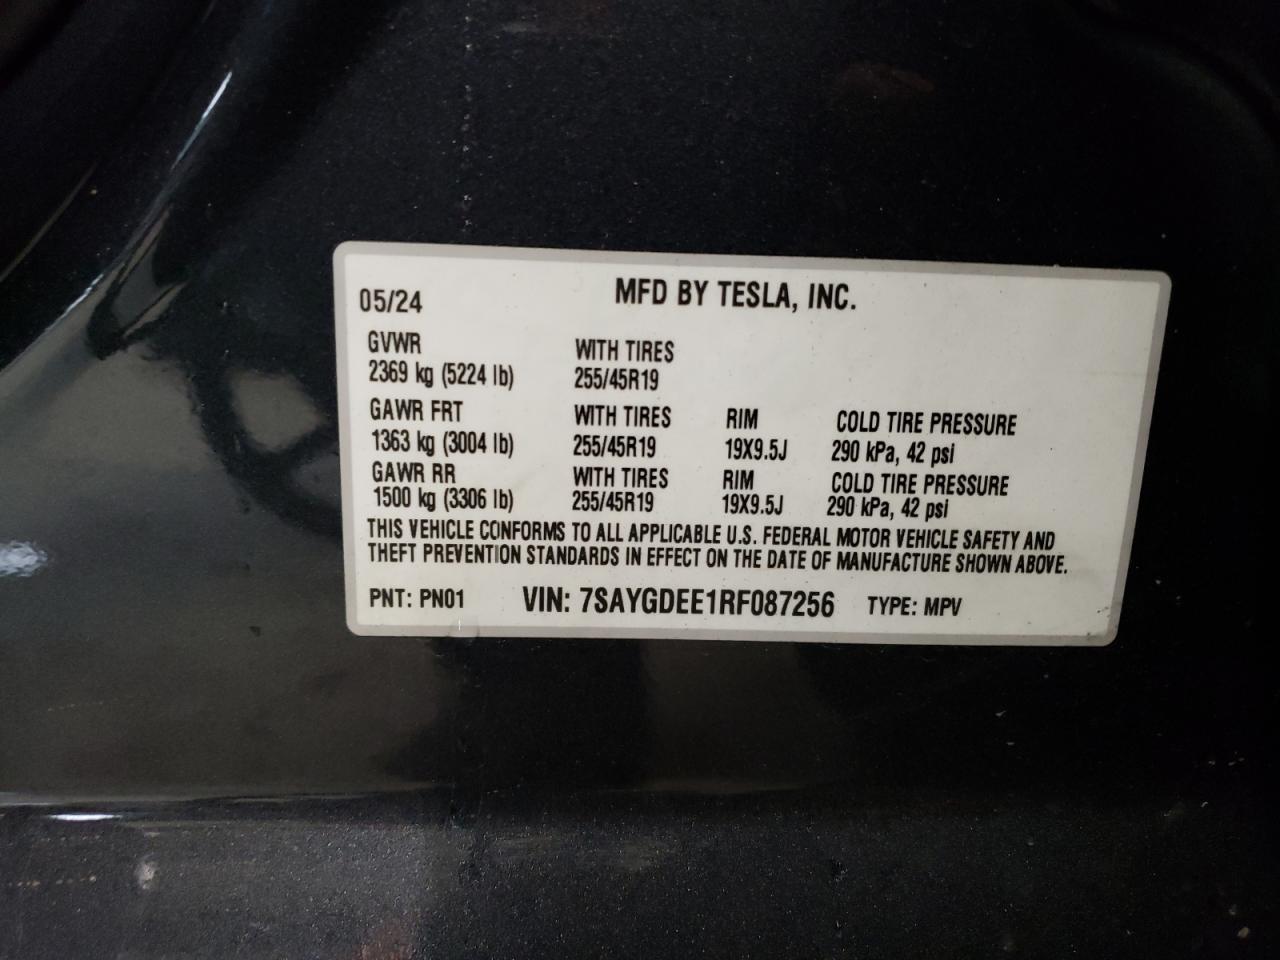 05/24 MFD BY TESLA, INC.
GVWR WITH TIRES
2369 kg (5224 lb) 255/45R19
GAWR FRT WITH TIRES RIM COLD TIRE PRESSURE
1363 kg (3004 lb) 255/45R19 19X9.5J 290 kPa, 42 psi
GAWR RR WITH TIRES RIM COLD TIRE PRESSURE
1500 kg (3306 lb) 255/45R19 19X9.5J 290 kPa, 42 psi
THIS VEHICLE CONFORMS TO ALL APPLICABLE U.S. FEDERAL MOTOR VEHICLE SAFETY AND
THEFT PREVENTION STANDARDS IN EFFECT ON THE DATE OF MANUFACTURE SHOWN ABOVE.
PNT: PN01 VIN: 7SAYGDEE1RF087256 TYPE: MPV